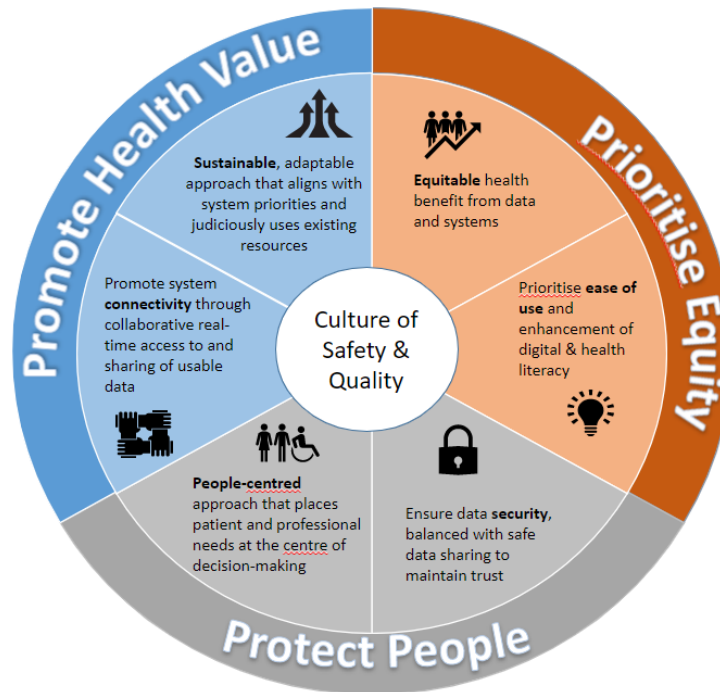 Promote Health Value
Prioritise Equity
Sustainable, adaptable
approach that aligns with
system priorities and
judiciously uses existing
resources
Equitable health
benefit from data
and systems
Promote system
connectivity through
collaborative real-
time access to and
sharing of usable
data
Prioritise ease of
use and
enhancement of
digital & health
literacy
Culture of
Safety &
Quality
People-centred
approach that places
patient and professional
needs at the centre of
decision-making
Ensure data security,
balanced with safe
data sharing to
maintain trust
Protect People